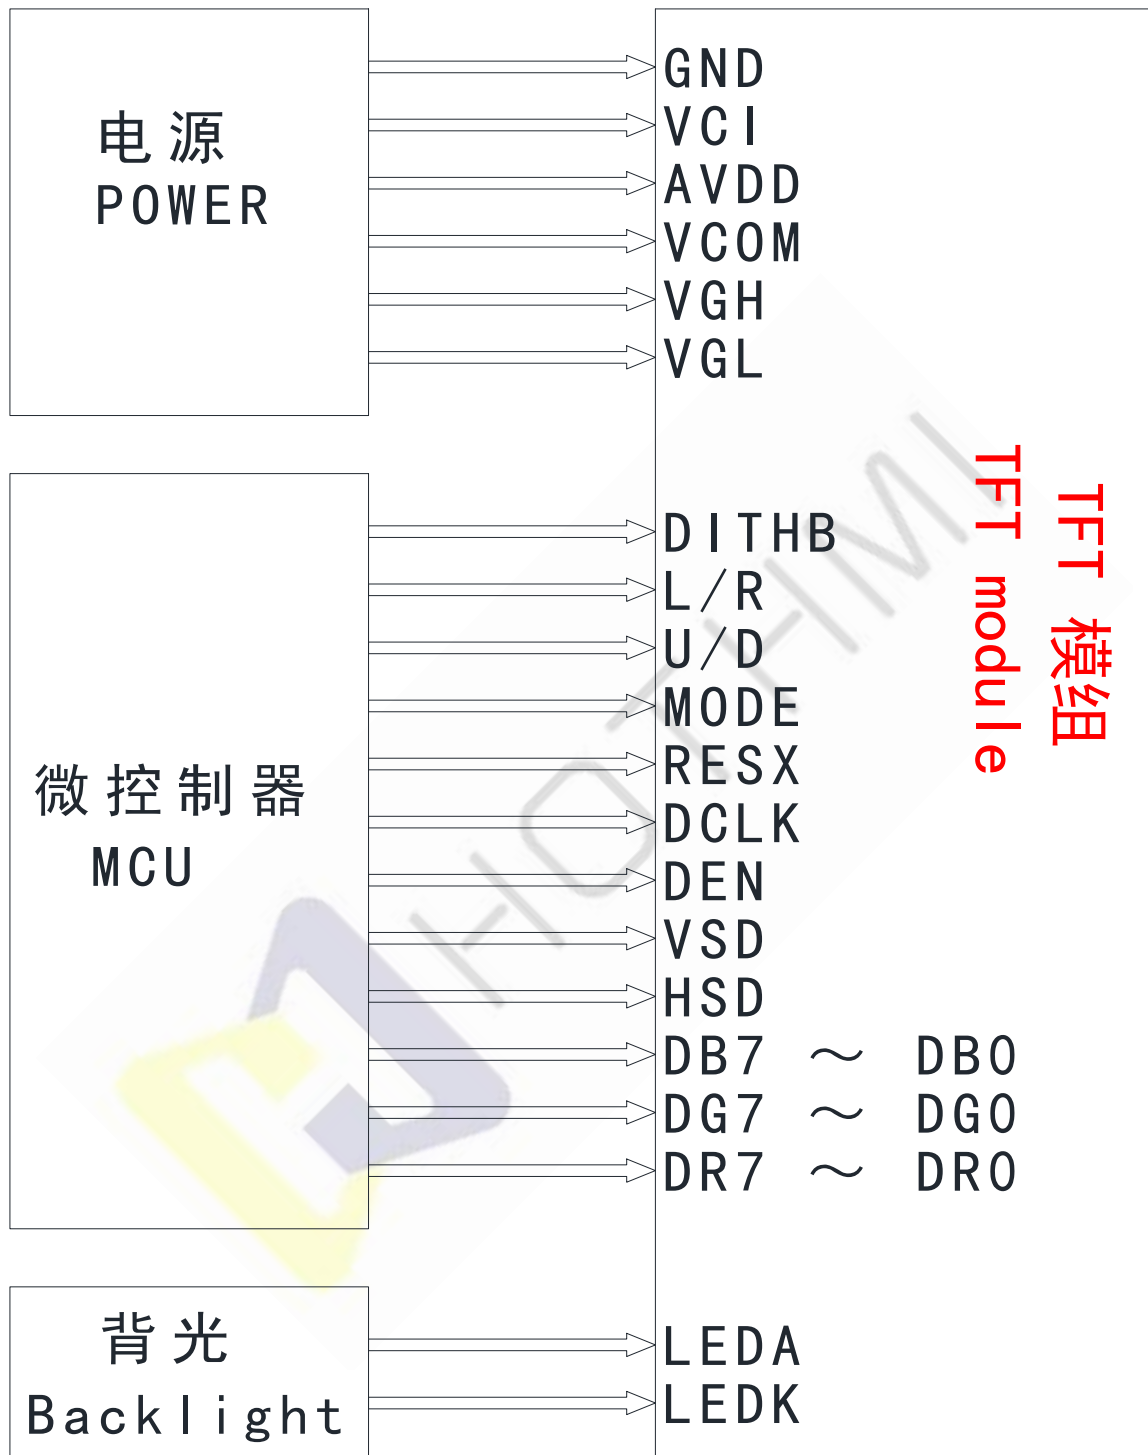 电源
POWER
GND
VCI
AVDD
VCOM
VGH
VGL
微控制器
MCU
DITHB
L/R
U/D
MODE
RESX
DCLK
DEN
VSD
HSD
DB7 ～ DB0
DG7 ～ DG0
DR7 ～ DR0
背光
Backlight
LEDA
LEDK
TFT 模组
TFT module
HOTHMI